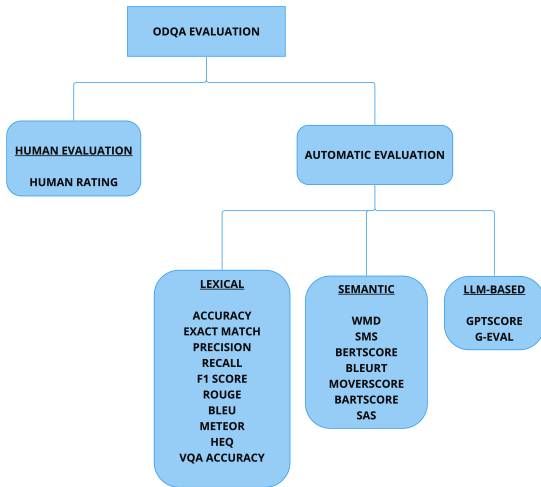 ODQA EVALUATION
HUMAN EVALUATION
HUMAN RATING
AUTOMATIC EVALUATION
LEXICAL
ACCURACY
EXACT MATCH
PRECISION
RECALL
F1 SCORE
ROUGE
BLEU
METEOR
HEQ
VQA ACCURACY
SEMANTIC
WMD
SMS
BERTSCORE
BLEURT
MOVERSCORE
BARTSCORE
SAS
LLM-BASED
GPTSCORE
G-EVAL